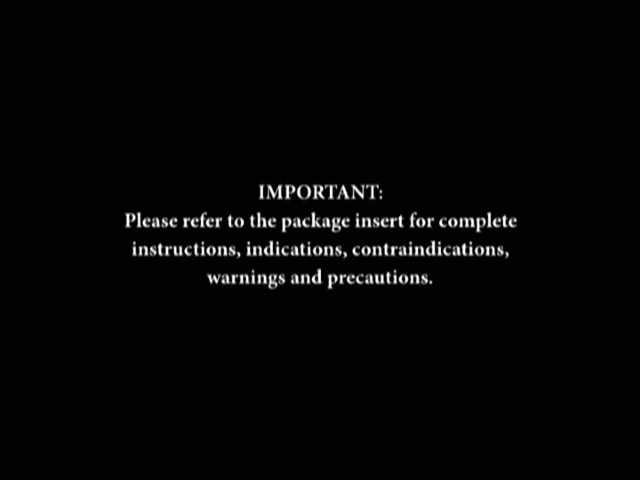 IMPORTANT:
Please refer to the package insert for complete
instructions, indications, contraindications,
warnings and precautions.